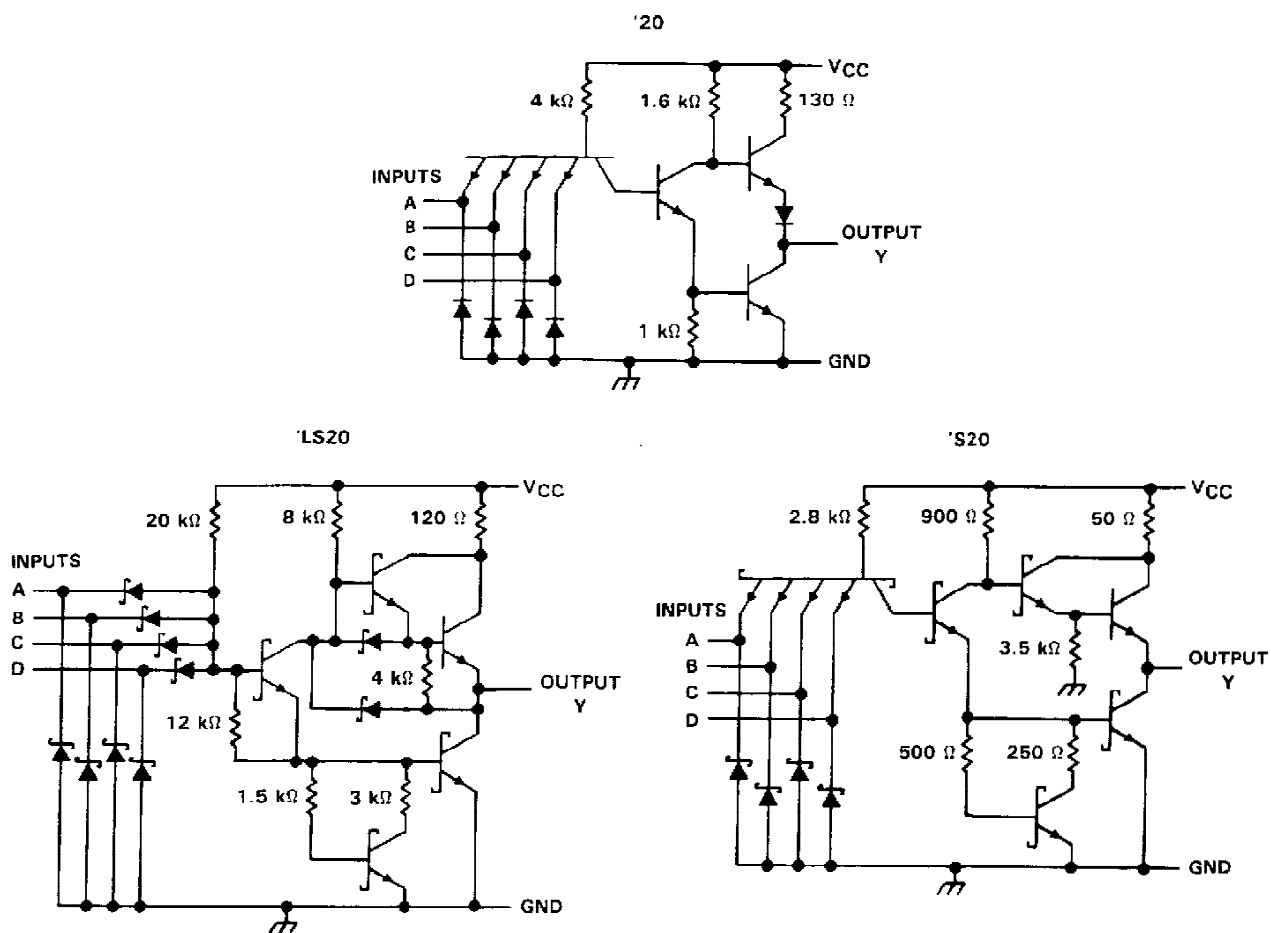 '20
VCC
4 kΩ
1.6 kΩ
130 Ω
INPUTS
A
B
C
D
OUTPUT
Y
1 kΩ
GND
'LS20
VCC
20 kΩ
8 kΩ
120 Ω
INPUTS
A
B
C
D
4 kΩ
OUTPUT
Y
12 kΩ
1.5 kΩ
3 kΩ
GND
'S20
VCC
2.8 kΩ
900 Ω
50 Ω
INPUTS
A
B
C
D
3.5 kΩ
OUTPUT
Y
500 Ω
250 Ω
GND